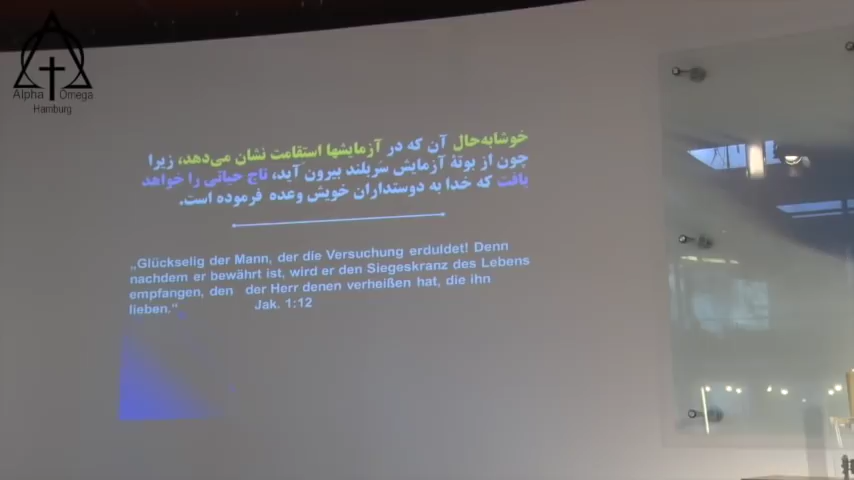 Alpha Omega
Hamburg
خوشابه‌حال آن که در آزمایشها استقامت نشان می‌دهد، زیرا
چون از بوتهٔ آزمایش سربلند بیرون آید، تاج حیاتی را خواهد
یافت که خدا به دوستداران خویش وعده فرموده است.
„Glückselig der Mann, der die Versuchung erduldet! Denn
nachdem er bewährt ist, wird er den Siegeskranz des Lebens
empfangen, den der Herr denen verheißen hat, die ihn
lieben.“ Jak. 1:12